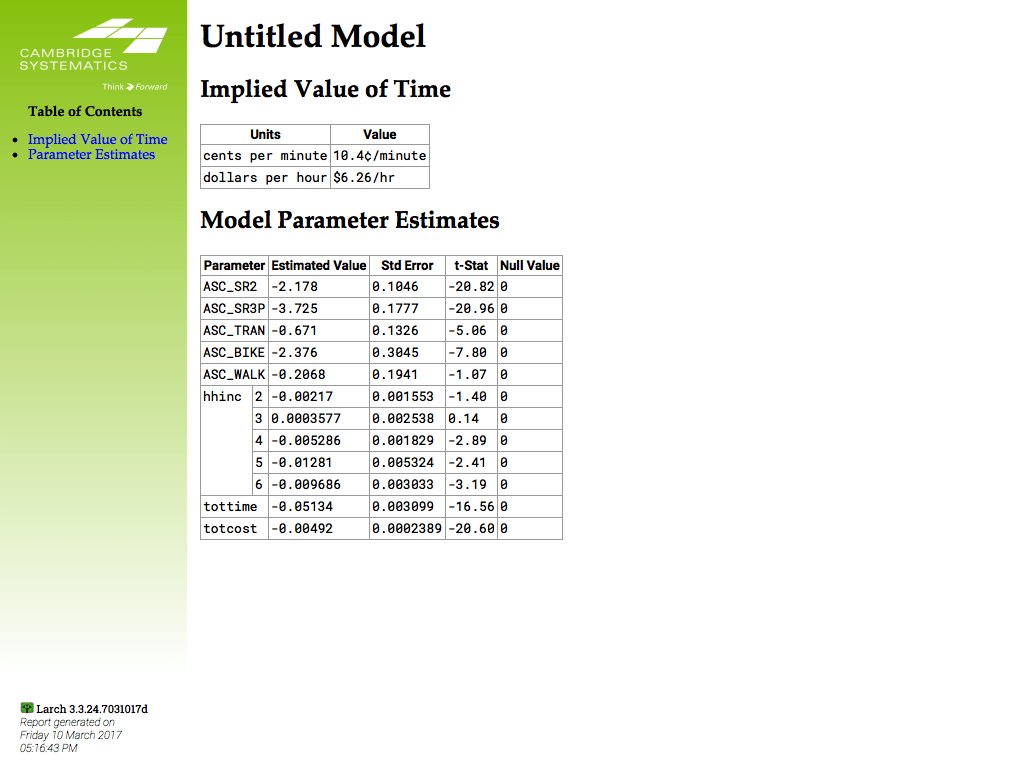 CAMBRIDGE
SYSTEMATICS
Think Forward
Table of Contents
Implied Value of Time
Parameter Estimates
Larch 3.3.24.7031017d
Report generated on
Friday 10 March 2017
05:16:43 PM
Untitled Model
Implied Value of Time
Units Value
cents per minute 10.4¢/minute
dollars per hour $6.26/hr
Model Parameter Estimates
Parameter Estimated Value Std Error t-Stat Null Value
ASC_SR2 -2.178 0.1046 -20.82 0
ASC_SR3P -3.725 0.1777 -20.96 0
ASC_TRAN -0.671 0.1326 -5.06 0
ASC_BIKE -2.376 0.3045 -7.80 0
ASC_WALK -0.2068 0.1941 -1.07 0
hhinc 2 -0.00217 0.001553 -1.40 0
3 0.0003577 0.002538 0.14 0
4 -0.005286 0.001829 -2.89 0
5 -0.01281 0.005324 -2.41 0
6 -0.009686 0.003033 -3.19 0
tottime -0.05134 0.003099 -16.56 0
totcost -0.00492 0.0002389 -20.60 0